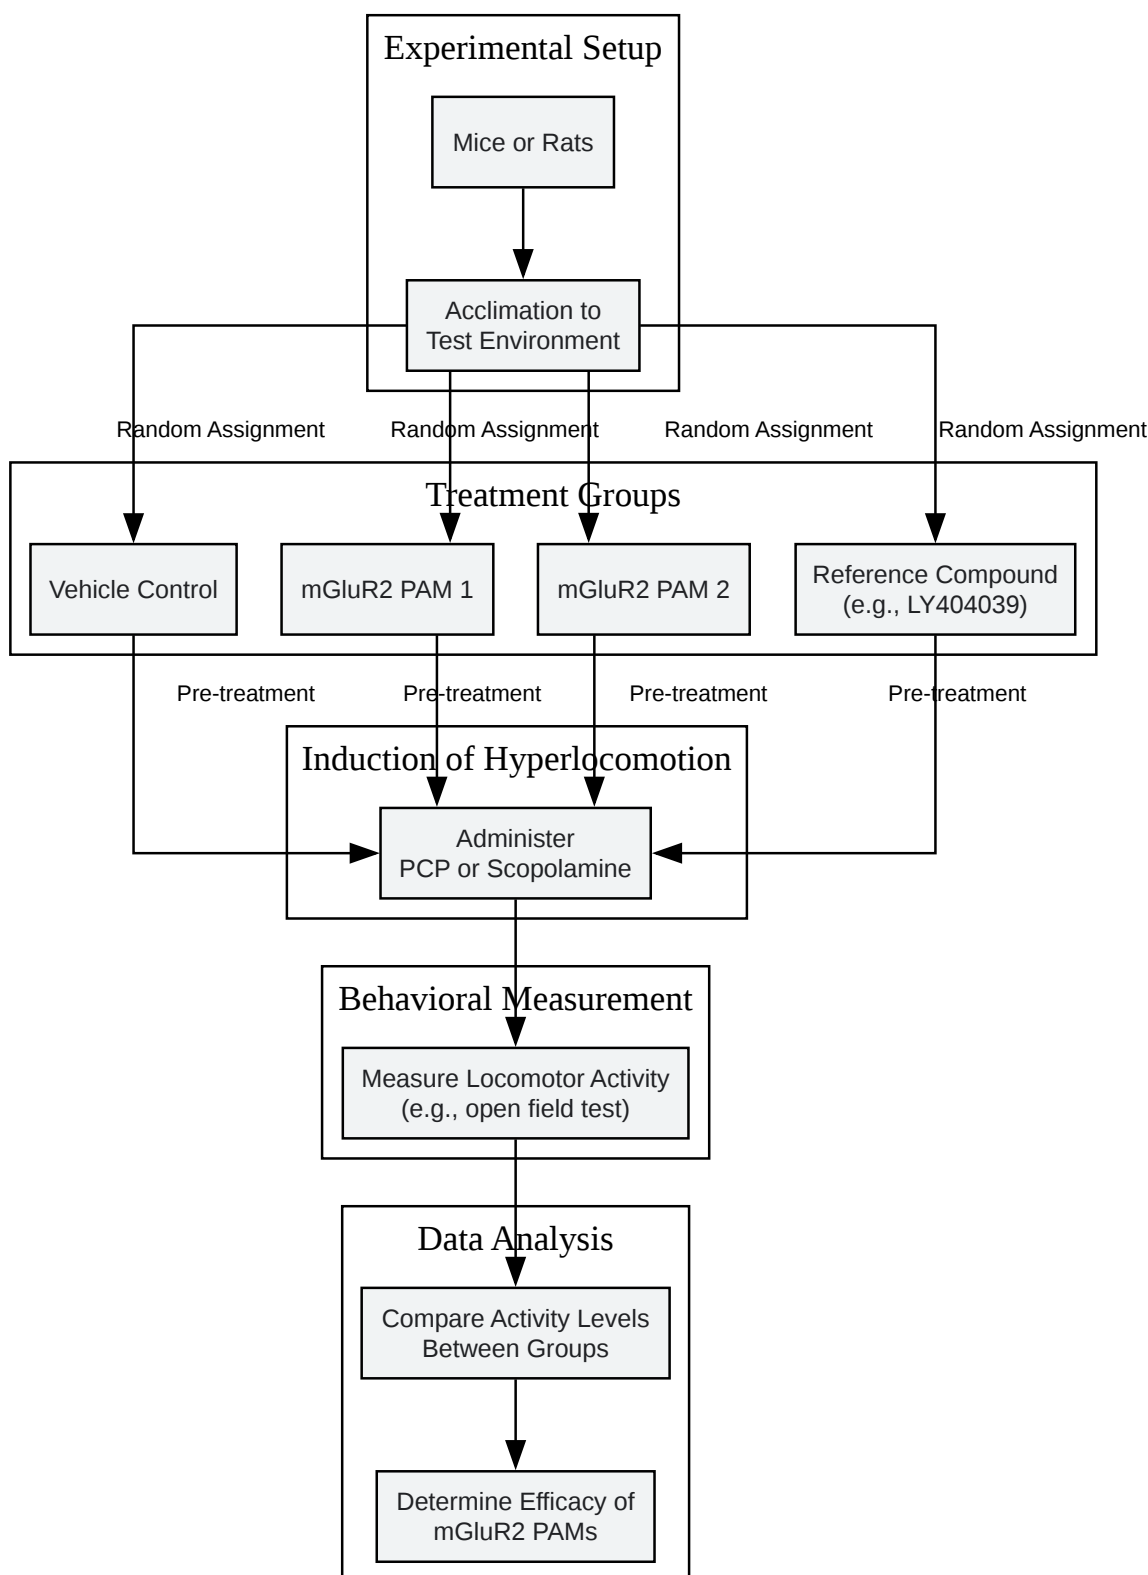 Experimental Setup
Mice or Rats
Acclimation to
Test Environment
Random Assignment
Random Assignment
Random Assignment
Random Assignment
Treatment Groups
Vehicle Control
mGluR2 PAM 1
mGluR2 PAM 2
Reference Compound
(e.g., LY404039)
Pre-treatment
Pre-treatment
Pre-treatment
Pre-treatment
Induction of Hyperlocomotion
Administer
PCP or Scopolamine
Behavioral Measurement
Measure Locomotor Activity
(e.g., open field test)
Data Analysis
Compare Activity Levels
Between Groups
Determine Efficacy of
mGluR2 PAMs